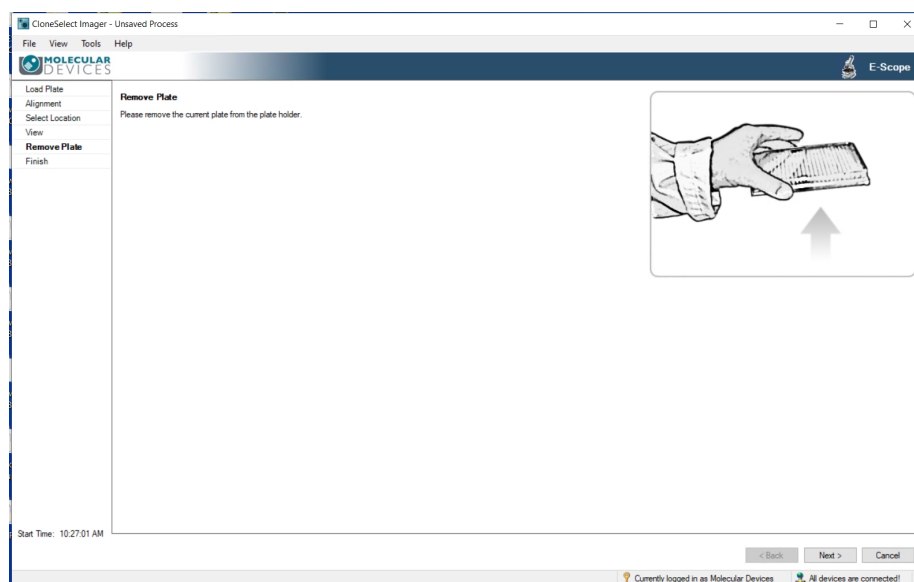 CloneSelect Imager - Unsaved Process
File View Tools Help
MOLECULAR
DEVICES
E-Scope
Load Plate
Alignment
Select Location
View
Remove Plate
Finish
Remove Plate
Please remove the current plate from the plate holder.
Start Time: 10:27:01 AM
< Back Next > Cancel
Currently logged in as Molecular Devices All devices are connected!